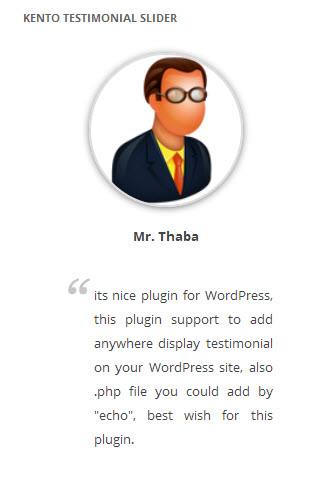 KENTO TESTIMONIAL SLIDER
Mr. Thaba
“ its nice plugin for WordPress,
this plugin support to add
anywhere display testimonial
on your WordPress site, also
.php file you could add by
"echo", best wish for this
plugin.